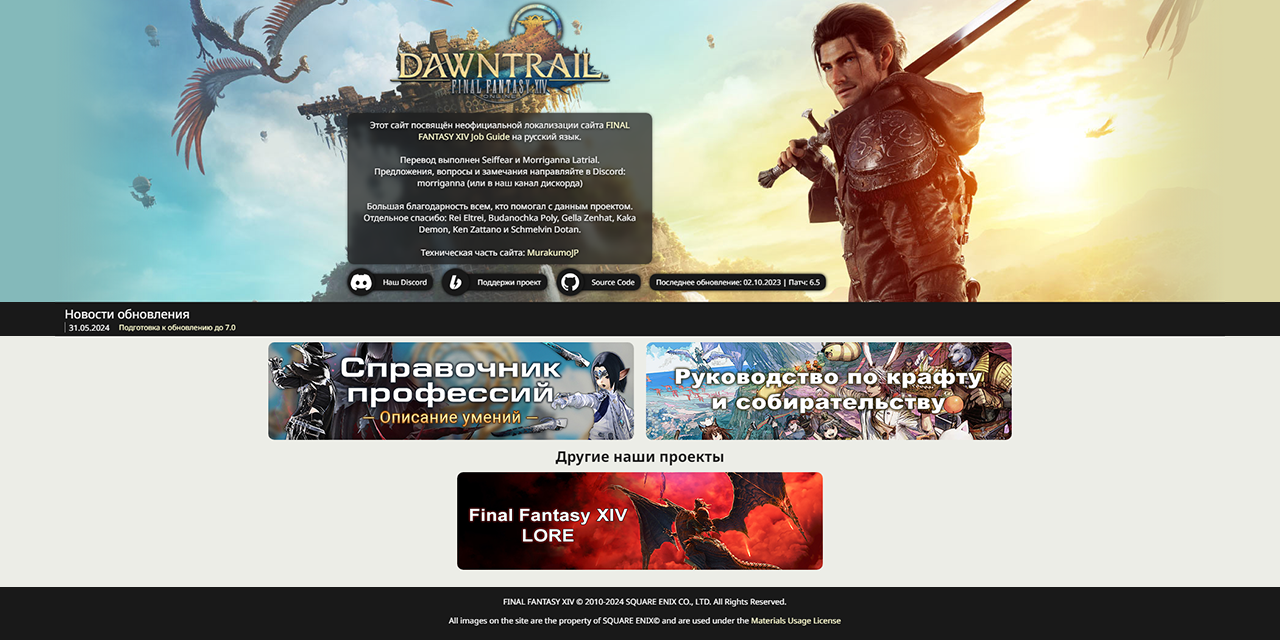 DAWNTRAIL
FINAL FANTASY XIV
ONLINE
Этот сайт посвящён неофициальной локализации сайта FINAL
FANTASY XIV Job Guide на русский язык.
Перевод выполнен Seiffear и Morriganna Latrial.
Предложения, вопросы и замечания направляйте в Discord:
morriganna (или в наш канал дискорда)
Большая благодарность всем, кто помогал с данным проектом.
Отдельное спасибо: Rei Eltrei, Budanochka Poly, Gella Zenhat, Kaka
Demon, Ken Zattano и Schmelvin Dotan.
Техническая часть сайта: MurakumoJP
Наш Discord
Поддержи проект
Source Code
Последнее обновление: 02.10.2023 | Патч: 6.5
Новости обновления
31.05.2024 Подготовка к обновлению до 7.0
Справочник
профессий
— Описание умений —
Руководство по крафту
и собирательству
Другие наши проекты
Final Fantasy XIV
LORE
FINAL FANTASY XIV © 2010-2024 SQUARE ENIX CO., LTD. All Rights Reserved.
All images on the site are the property of SQUARE ENIX© and are used under the Materials Usage License